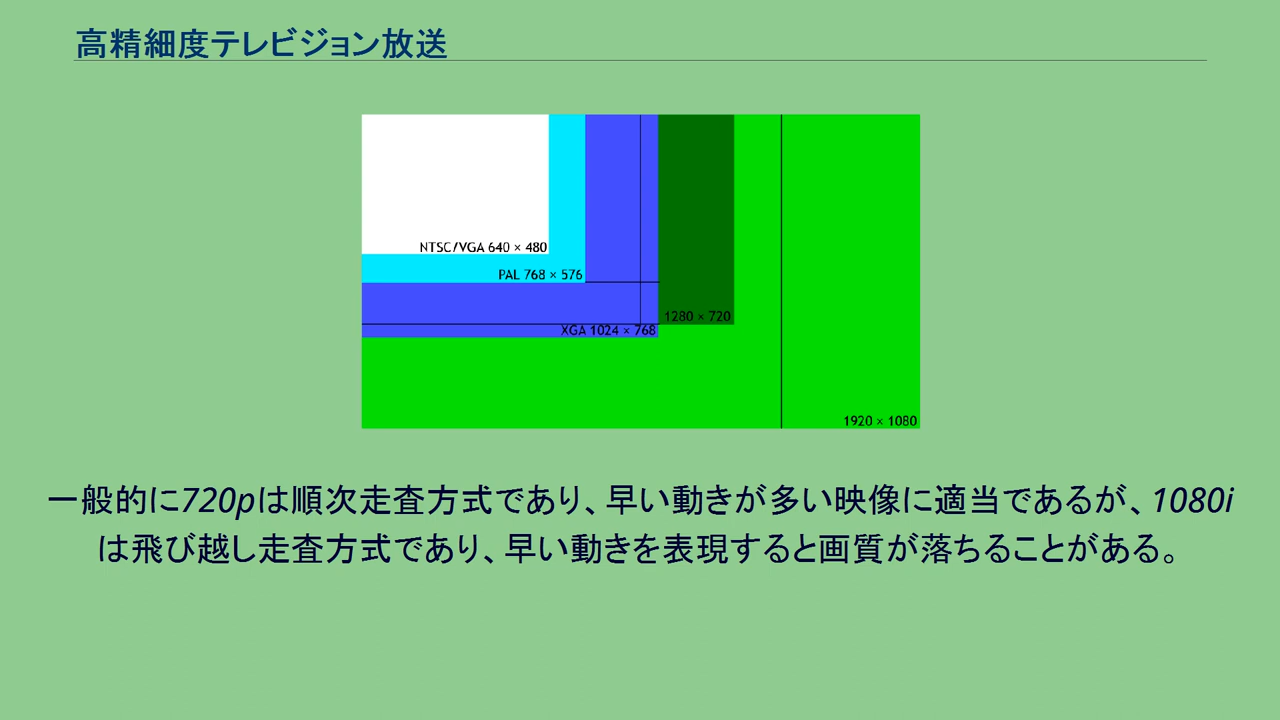 高精細度テレビジョン放送
NTSC/VGA 640 × 480
PAL 768 × 576
1280 × 720
XGA 1024 × 768
1920 × 1080
一般的に720pは順次走査方式であり、早い動きが多い映像に適当であるが、1080i
は飛び越し走査方式であり、早い動きを表現すると画質が落ちることがある。